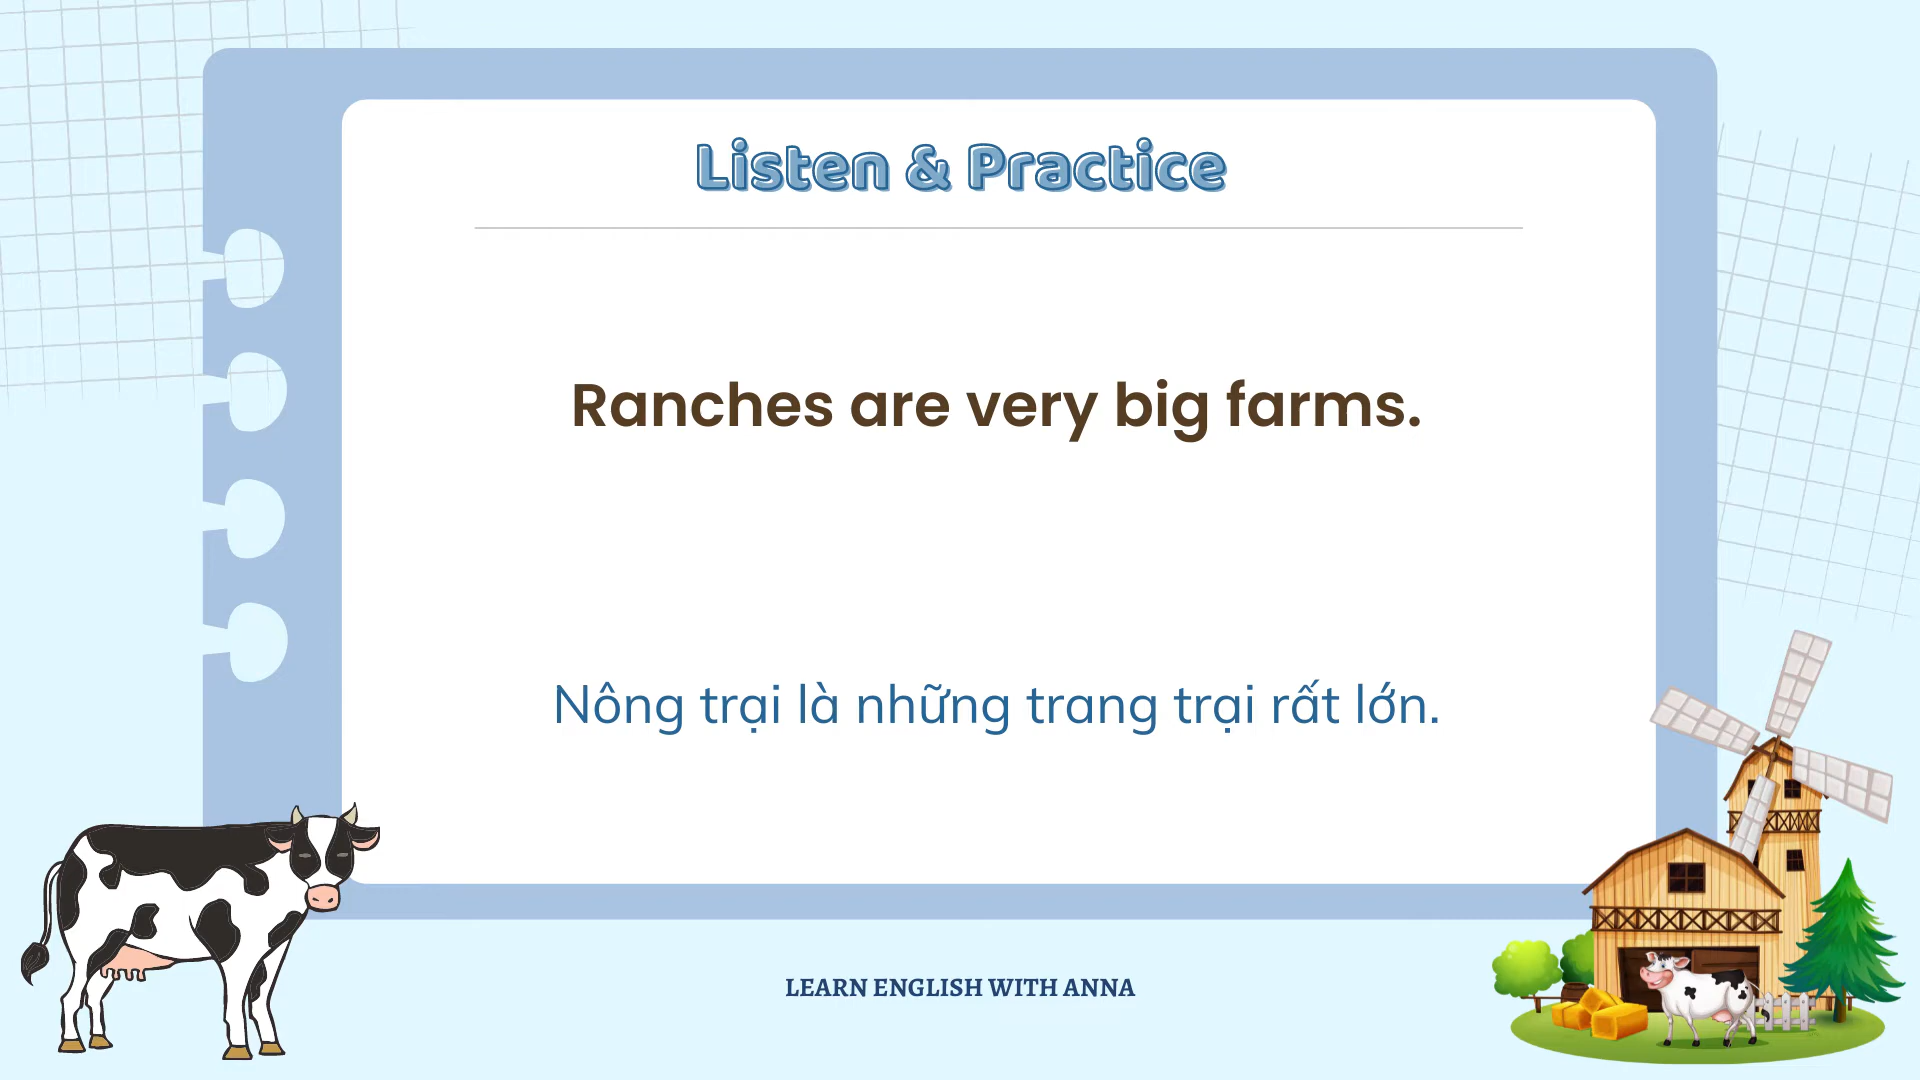 Listen & Practice
Ranches are very big farms.
Nông trại là những trang trại rất lớn.
LEARN ENGLISH WITH ANNA